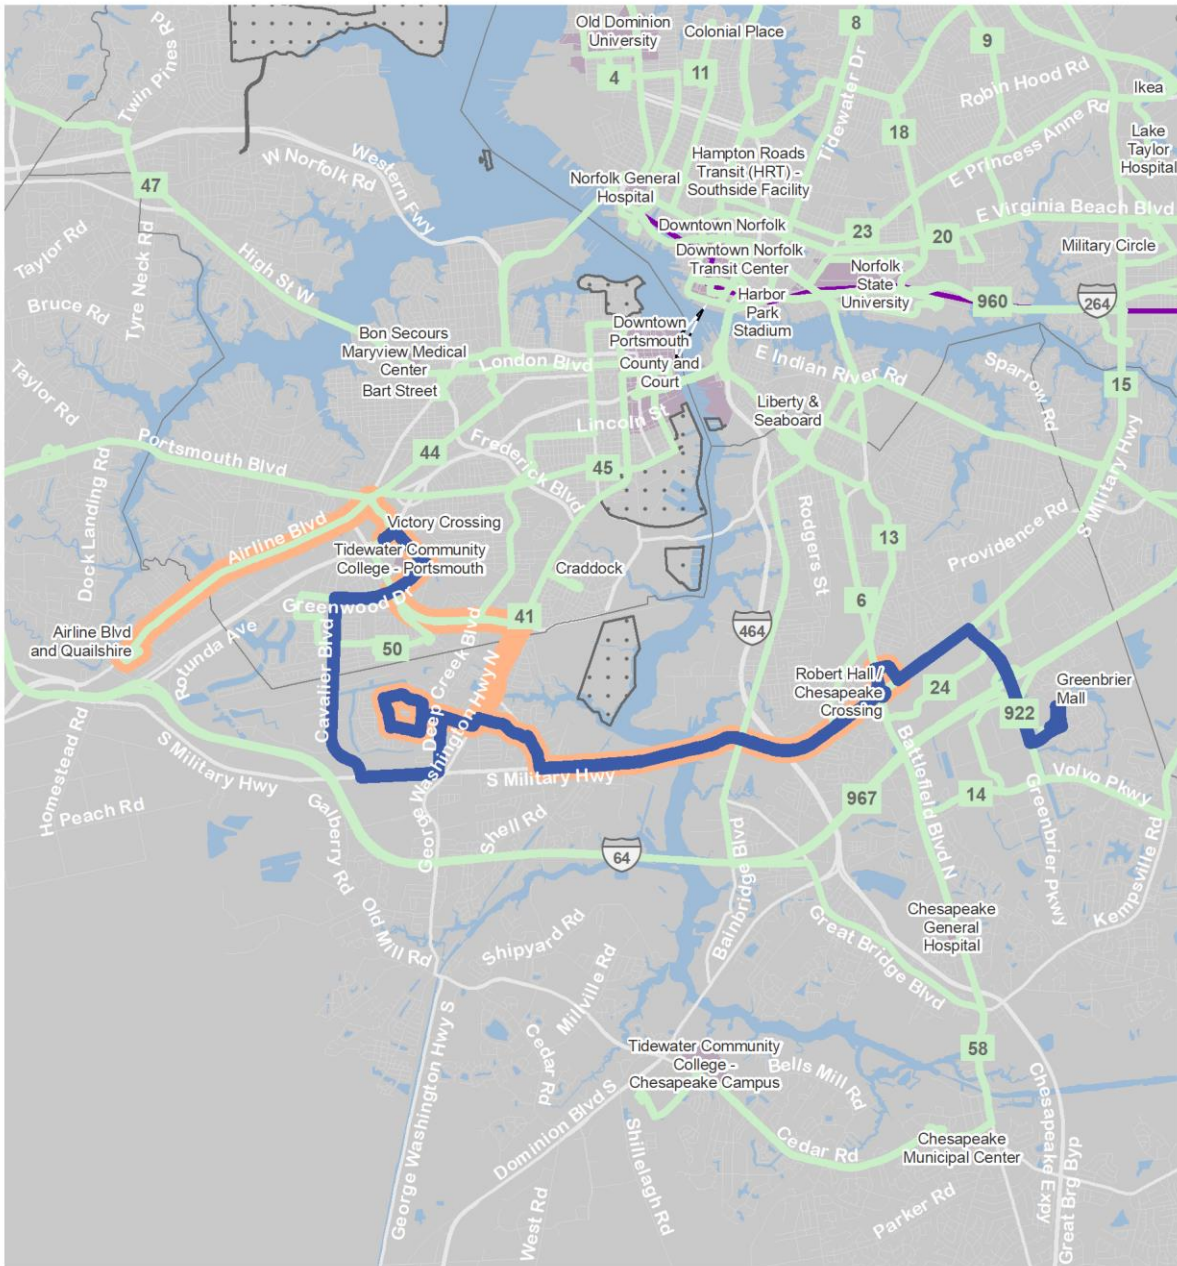 Old Dominion
University
Colonial Place
8
9
4
11
Twin Pines Rd
Tidewater Dr
Robin Hood Rd
Ikea
18
Lake
Taylor
Hospital
W Norfolk Rd
Western Fwy
Hampton Roads
Transit (HRT) -
Southside Facility
E Princess Anne Rd
47
Norfolk General
Hospital
E Virginia Beach Blvd
Taylor Rd
Tyre Neck Rd
High St W
Downtown Norfolk
23
20
Military Circle
Downtown Norfolk
Transit Center
Norfolk
State
University
Bruce Rd
Harbor
Park
Stadium
960
264
Bon Secours
Maryview Medical
Center
Downtown
Portsmouth
London Blvd
County and
Court
E Indian River Rd
Sparrow Rd
Taylor Rd
Bart Street
15
Lincoln St
Liberty &
Seaboard
Portsmouth Blvd
44
Frederick Blvd
45
S Military Hwy
Dock Landing Rd
Airline Blvd
Victory Crossing
Rodgers St
Providence Rd
13
Tidewater Community
College - Portsmouth
Craddock
Greenwood Dr
6
41
Airline Blvd
and Quailshire
Rotunda Ave
Cavalier Blvd
50
Deep Creek Blvd
Washington Hwy N
464
Robert Hall /
Chesapeake
Crossing
24
Greenbrier
Mall
922
Homestead Rd
S Military Hwy
S Military Hwy
Battlefield Blvd N
Volvo Pkwy
967
14
Peach Rd
Galberry Rd
George
Shell Rd
Greenbrier Pkwy
64
Bainbridge Blvd
Kempsville Rd
Old Mill Rd
Chesapeake
General
Hospital
Shipyard Rd
Great Bridge Blvd
Millville Rd
George Washington Hwy S
Cedar Rd
58
Tidewater Community
College -
Chesapeake Campus
Bells Mill Rd
Dominion Blvd S
Chesapeake Expy
Shillelagh Rd
Cedar Rd
Chesapeake
Municipal Center
West Rd
Parker Rd
Great Brg Byp